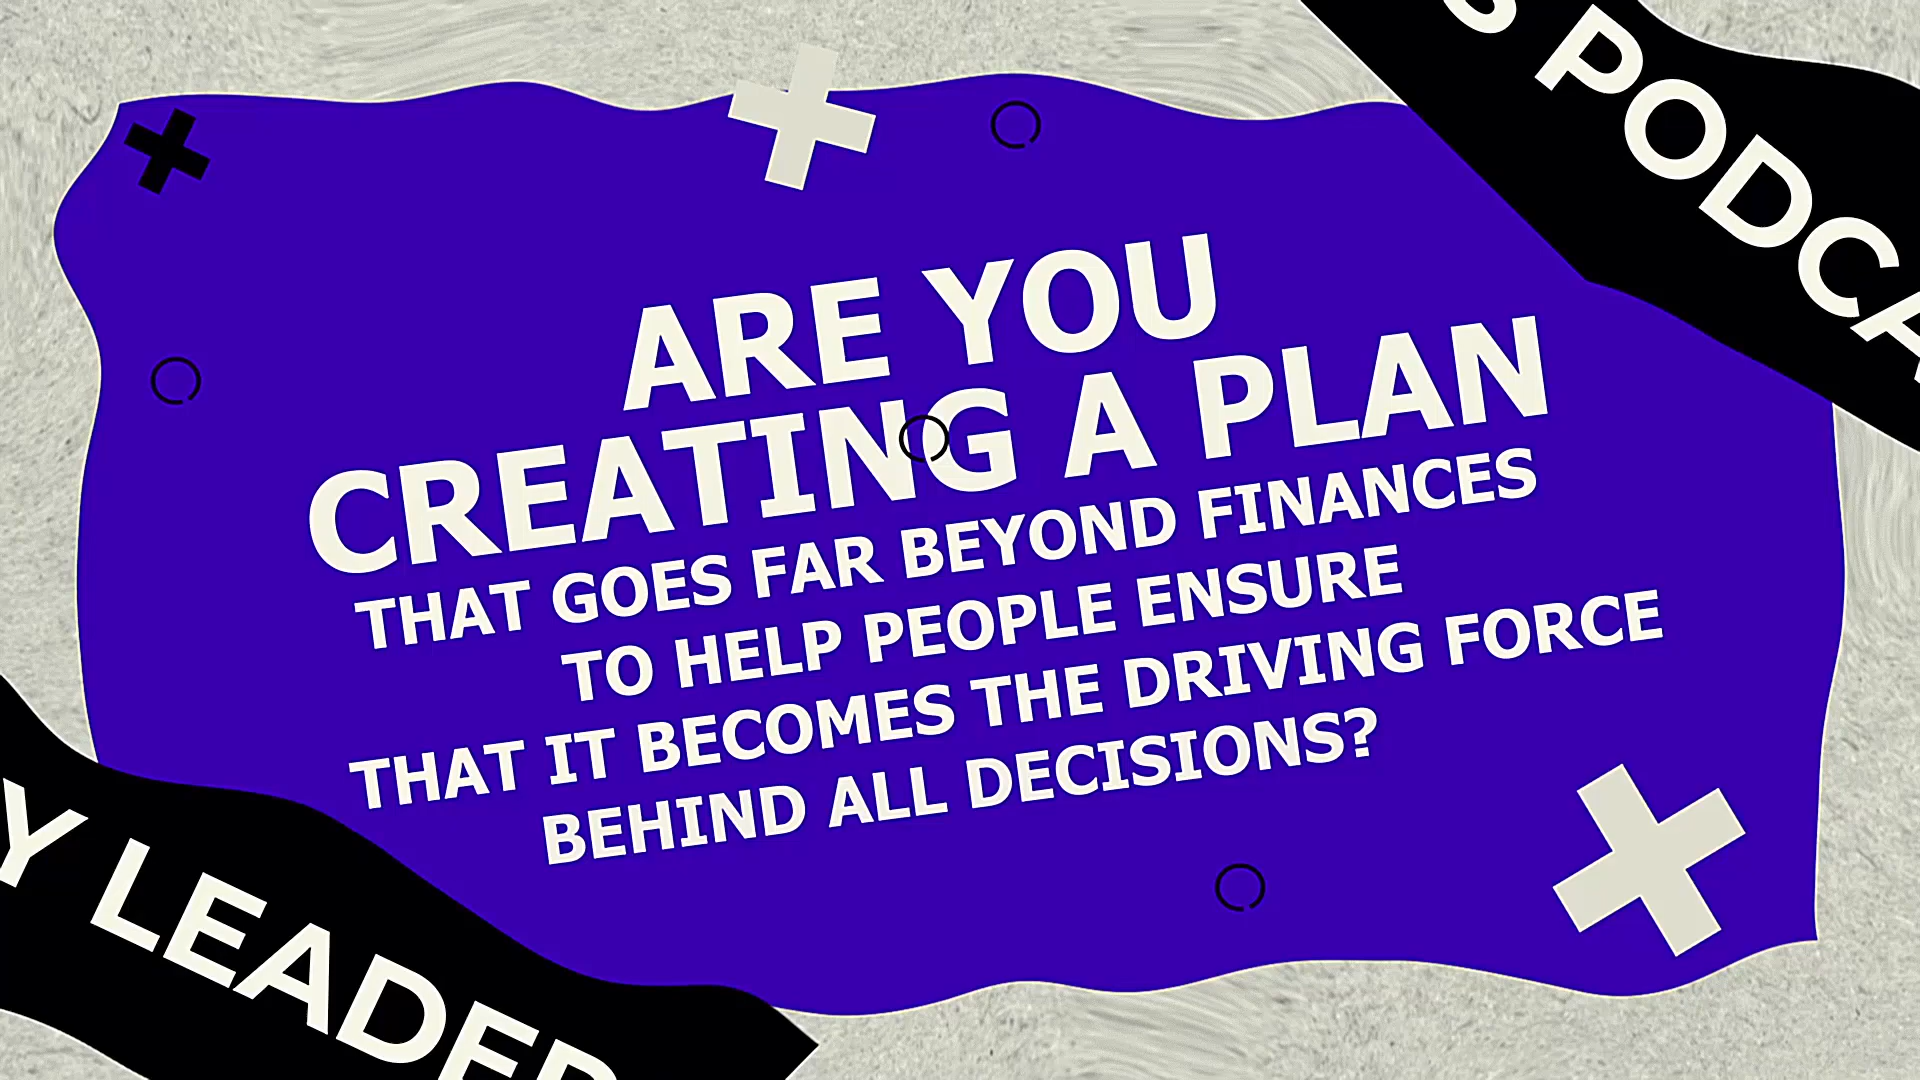 S PODCA
ARE YOU
CREATING A PLAN
THAT GOES FAR BEYOND FINANCES
TO HELP PEOPLE ENSURE
THAT IT BECOMES THE DRIVING FORCE
BEHIND ALL DECISIONS?
Y LEADER